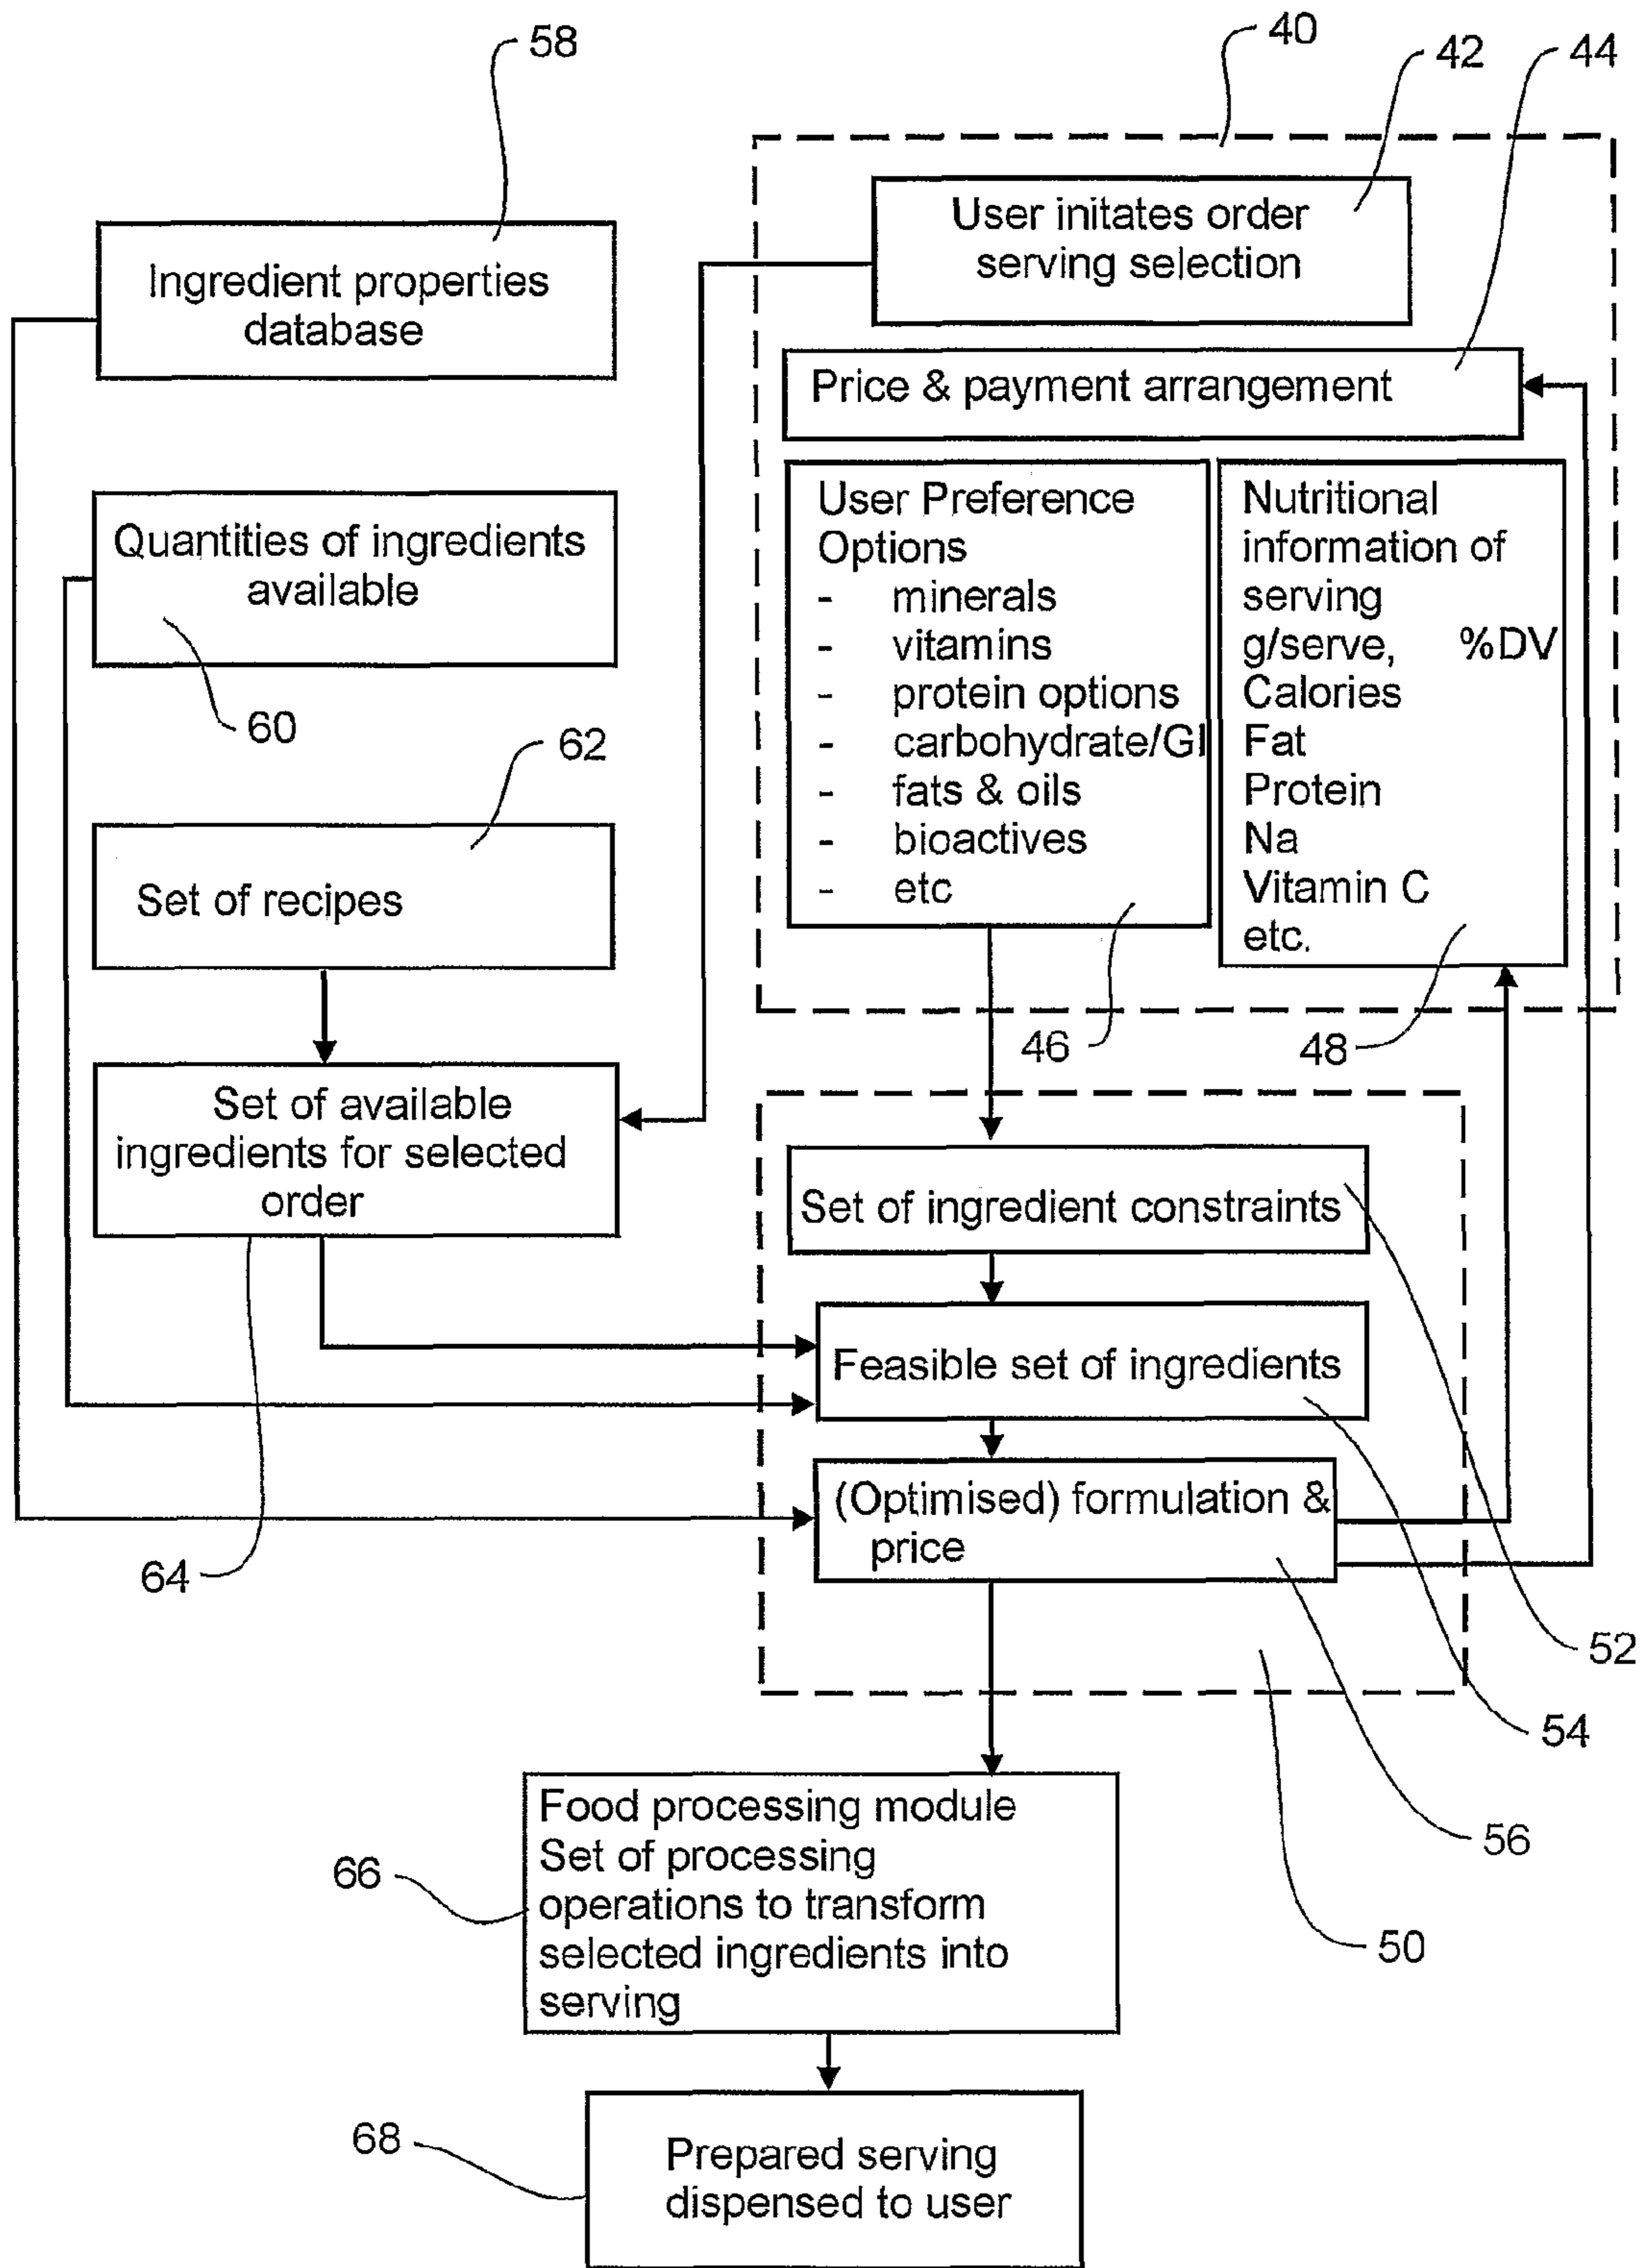 58
40
42
44
User initates order
serving selection
Ingredient properties
database
Price & payment arrangement
Quantities of ingredients
available
60
User Preference
Options
- minerals
- vitamins
- protein options
- carbohydrate/GI
- fats & oils
- bioactives
- etc
Nutritional
information of
serving
g/serve, %DV
Calories
Fat
Protein
Na
Vitamin C
etc.
62
Set of recipes
46
48
Set of available
ingredients for selected
order
Set of ingredient constraints
Feasible set of ingredients
(Optimised) formulation &
price
64
52
54
56
50
Food processing module
Set of processing
operations to transform
selected ingredients into
serving
66
68
Prepared serving
dispensed to user